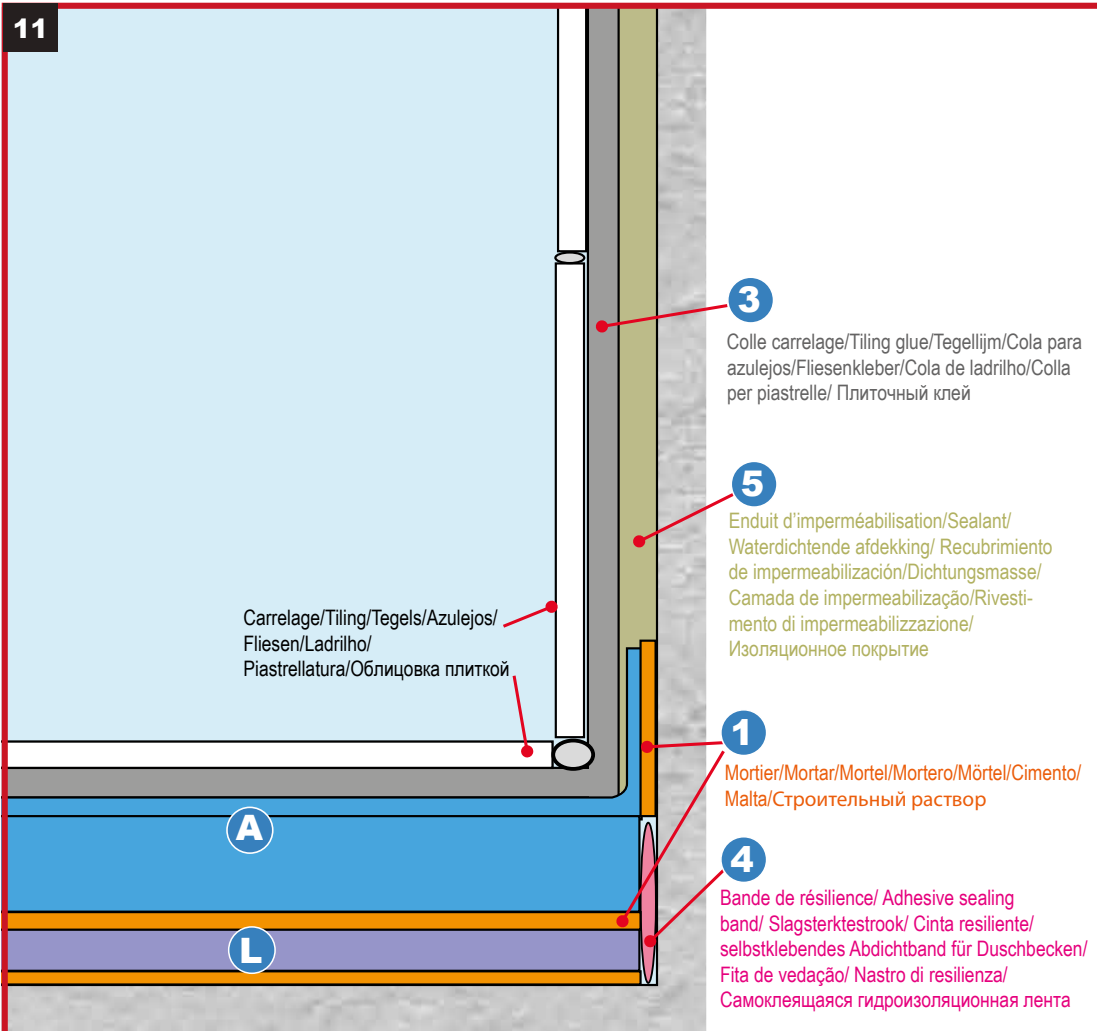 11
3
Colle carrelage/Tiling glue/Tegellijm/Cola para
azulejos/Fliesenkleber/Cola de ladrilho/Colla
per piastrelle/ Плиточный клей
5
Enduit d'imperméabilisation/Sealant/
Waterdichtende afdekking/ Recubrimiento
de impermeabilización/Dichtungsmasse/
Camada de impermeabilização/Rivesti-
mento di impermeabilizzazione/
Изоляционное покрытие
Carrelage/Tiling/Tegels/Azulejos/
Fliesen/Ladrilho/
Piastrellatura/Облицовка плиткой
1
Mortier/Mortar/Mortel/Mortero/Mörtel/Cimento/
Malta/Строительный раствор
A
4
Bande de résilience/ Adhesive sealing
band/ Slagsterktestrook/ Cinta resiliente/
selbstklebendes Abdichtband für Duschbecken/
Fita de vedação/ Nastro di resilienza/
Самоклеящаяся гидроизоляционная лента
L